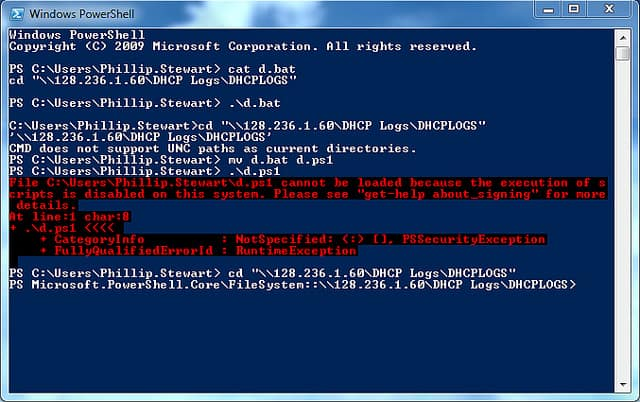 Windows PowerShell
Windows PowerShell
Copyright (C) 2009 Microsoft Corporation. All rights reserved.
PS C:\Users\Phillip.Stewart> cat d.bat
cd "\\128.236.1.60\DHCP Logs\DHCPLOGS"
PS C:\Users\Phillip.Stewart> .\d.bat
C:\Users\Phillip.Stewart>cd "\\128.236.1.60\DHCP Logs\DHCPLOGS"
'\\128.236.1.60\DHCP Logs\DHCPLOGS'
CMD does not support UNC paths as current directories.
PS C:\Users\Phillip.Stewart> mv d.bat d.ps1
PS C:\Users\Phillip.Stewart> .\d.ps1
File C:\Users\Phillip.Stewart\d.ps1 cannot be loaded because the execution of s
cripts is disabled on this system. Please see "get-help about_signing" for more
 details.
At line:1 char:8
+ .\d.ps1 <<<<
    + CategoryInfo          : NotSpecified: (:) [], PSSecurityException
    + FullyQualifiedErrorId : RuntimeException
PS C:\Users\Phillip.Stewart> cd "\\128.236.1.60\DHCP Logs\DHCPLOGS"
PS Microsoft.PowerShell.Core\FileSystem::\\128.236.1.60\DHCP Logs\DHCPLOGS>